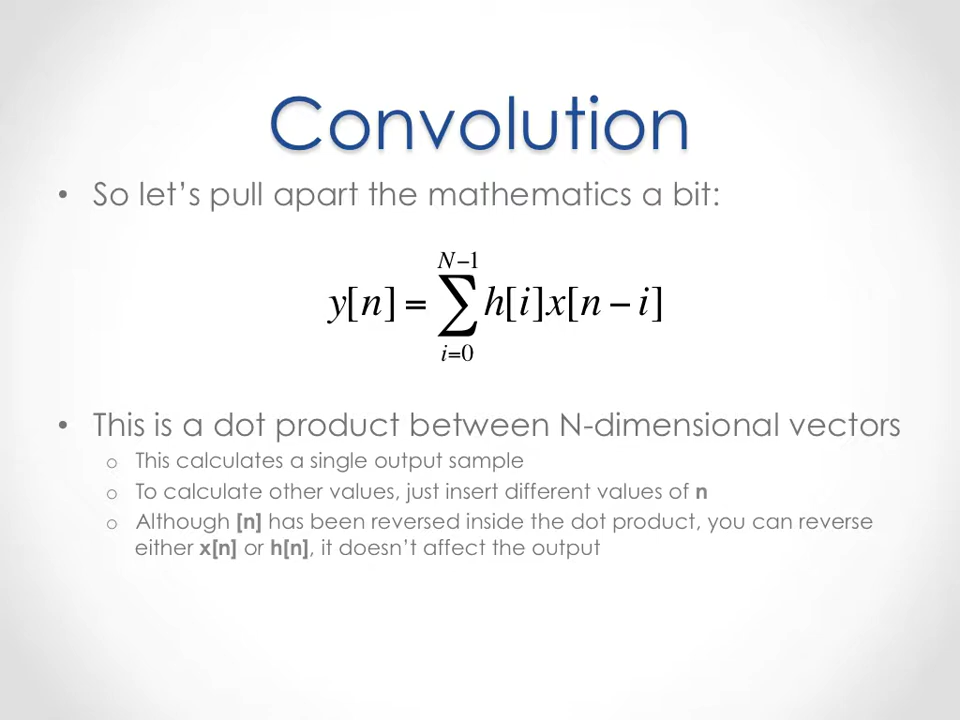 Convolution
• So let’s pull apart the mathematics a bit:
y[n] = ∑_{i=0}^{N−1} h[i]x[n − i]
• This is a dot product between N-dimensional vectors
o This calculates a single output sample
o To calculate other values, just insert different values of n
o Although [n] has been reversed inside the dot product, you can reverse
either x[n] or h[n], it doesn’t affect the output